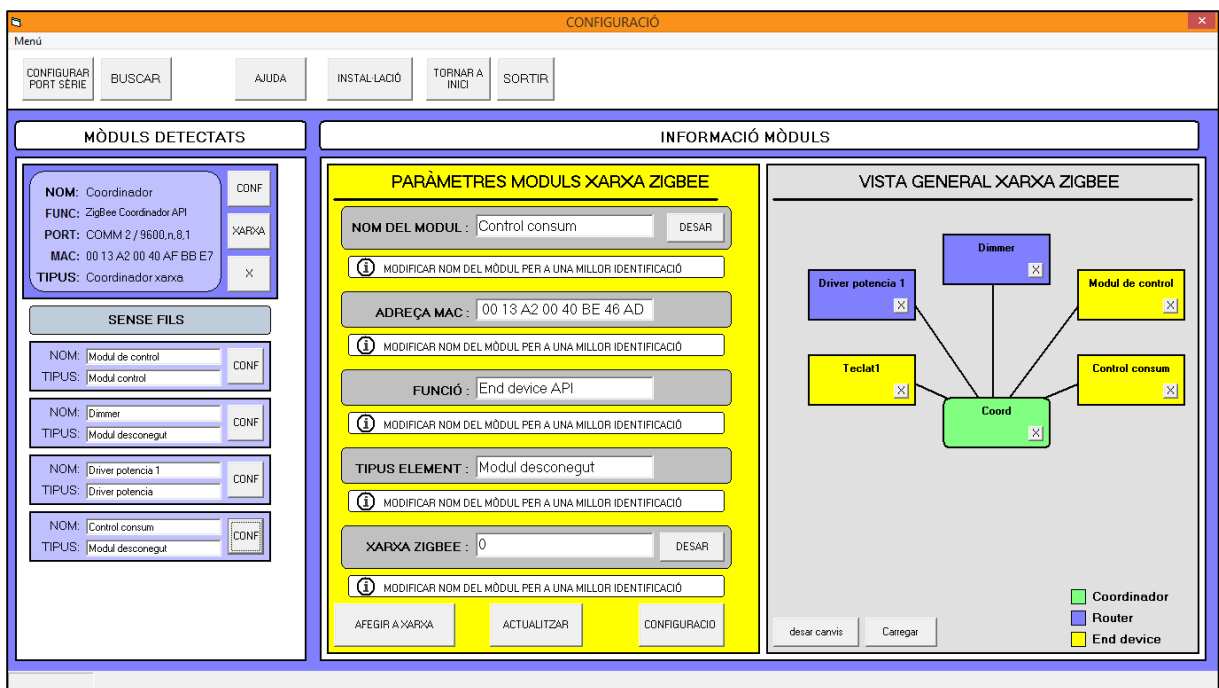 CONFIGURACIÓ
Menú
CONFIGURAR
PORT SÈRIE
BUSCAR
AJUDA
INSTAL·LACIÓ
TORNAR A
INICI
SORTIR
MÒDULS DETECTATS
INFORMACIÓ MÒDULS
NOM: Coordinador
FUNC: ZigBee Coordinador API
PORT: COMM 2 / 9600,n,8,1
MAC: 00 13 A2 00 40 AF BB E7
TIPUS: Coordinador xarxa
CONF
XARXA
X
SENSE FILS
NOM: Modul de control
TIPUS: Modul control
CONF
NOM: Dimmer
TIPUS: Modul desconegut
CONF
NOM: Driver potencia 1
TIPUS: Driver potencia
CONF
NOM: Control consum
TIPUS: Modul desconegut
CONF
PARÀMETRES MODULS XARXA ZIGBEE
NOM DEL MODUL : Control consum
DESAR
MODIFICAR NOM DEL MÒDUL PER A UNA MILLOR IDENTIFICACIÓ
ADREÇA MAC : 00 13 A2 00 40 BE 46 AD
MODIFICAR NOM DEL MÒDUL PER A UNA MILLOR IDENTIFICACIÓ
FUNCIÓ : End device API
MODIFICAR NOM DEL MÒDUL PER A UNA MILLOR IDENTIFICACIÓ
TIPUS ELEMENT : Modul desconegut
MODIFICAR NOM DEL MÒDUL PER A UNA MILLOR IDENTIFICACIÓ
XARXA ZIGBEE : 0
DESAR
MODIFICAR NOM DEL MÒDUL PER A UNA MILLOR IDENTIFICACIÓ
AFEGIR A XARXA
ACTUALITZAR
CONFIGURACIO
VISTA GENERAL XARXA ZIGBEE
Dimmer
X
Driver potencia 1
X
Modul de control
X
Teclat1
X
Control consum
X
Coord
X
Coordinador
Router
End device
desar canvis
Carregar